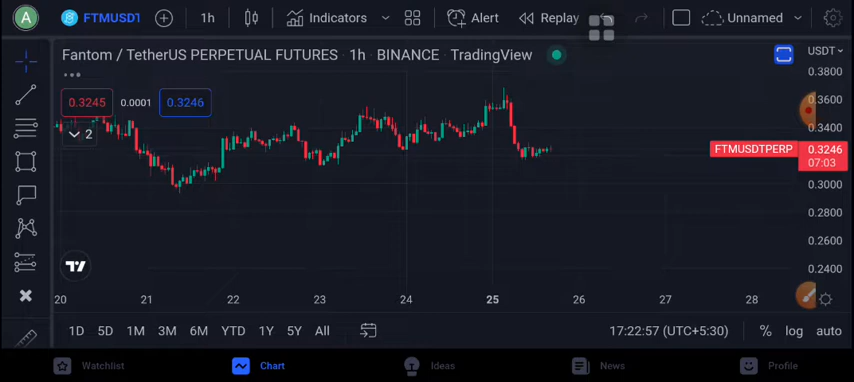 A FTMUSDT 1h Indicators Alert Replay Unnamed
Fantom / TetherUS PERPETUAL FUTURES · 1h · BINANCE · TradingView
USDT
0.3800
0.3245 0.0001 0.3246
0.3600
2
0.3400
FTMUSDTPERP 0.3246
07:03
0.3000
0.2800
0.2600
0.2400
20 21 22 23 24 25 26 27 28
1D 5D 1M 3M 6M YTD 1Y 5Y All 17:22:57 (UTC+5:30) % log auto
Watchlist Chart Ideas News Profile